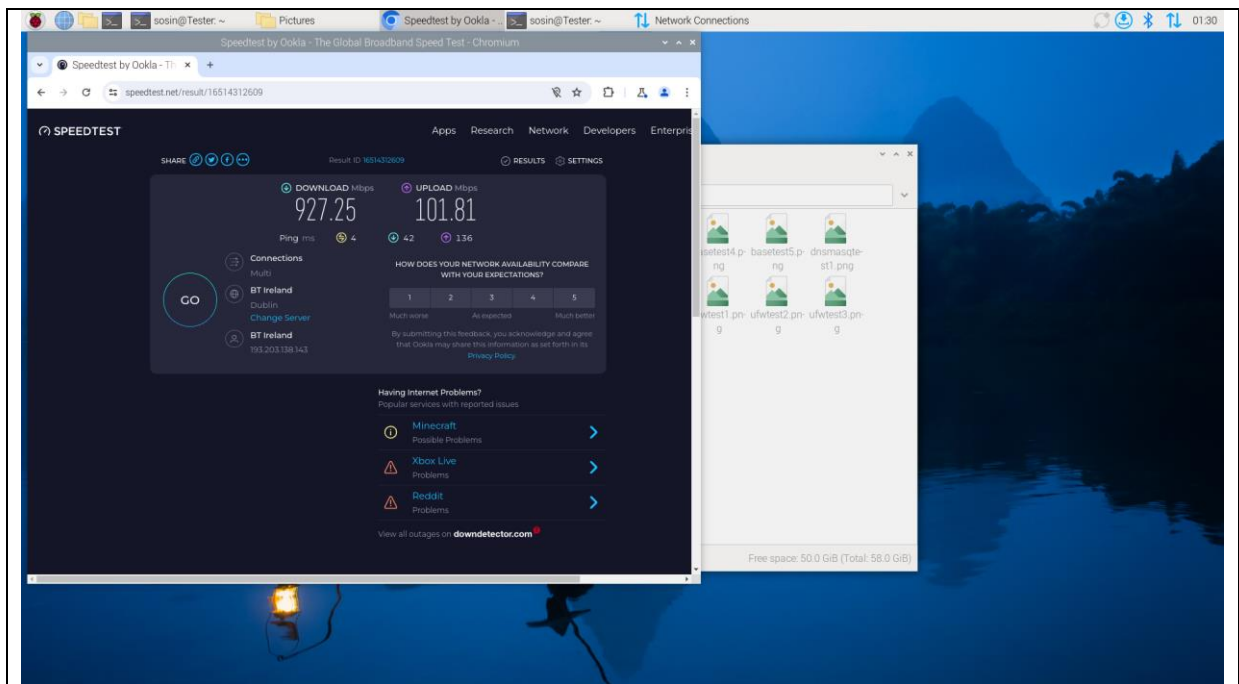 sosin@Tester: ~
Pictures
Speedtest by Ookla - ...
sosin@Tester: ~
Network Connections
01:30
Speedtest by Ookla - The Global Broadband Speed Test - Chromium
Speedtest by Ookla - Th
speedtest.net/result/16514312609
SPEEDTEST
Apps Research Network Developers Enterpris
SHARE
Result ID 16514312609
RESULTS
SETTINGS
DOWNLOAD Mbps
UPLOAD Mbps
927.25
101.81
Ping ms 4 42 136
Connections
Multi
BT Ireland
Dublin
Change Server
BT Ireland
193.203.138.143
GO
HOW DOES YOUR NETWORK AVAILABILITY COMPARE
WITH YOUR EXPECTATIONS?
1 2 3 4 5
Much worse As expected Much better
By submitting this feedback, you acknowledge and agree
that Ookla may share this information as set forth in its
Privacy Policy.
Having Internet Problems?
Popular services with reported issues
Minecraft
Possible Problems
Xbox Live
Problems
Reddit
Problems
View all outages on downdetector.com
setest4.p-
ng
basetest5.p-
ng
dnsmasqte-
st1.png
wtest1.pn-
g
ufwtest2.pn-
g
ufwtest3.pn-
g
Free space: 50.0 GiB (Total: 58.0 GiB)